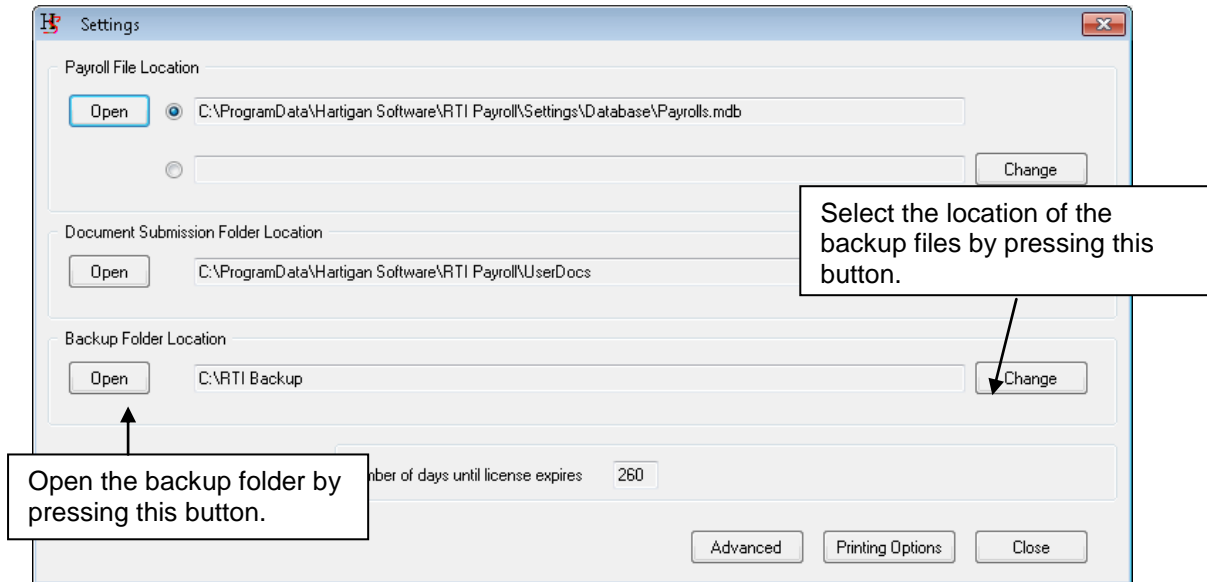 Settings
Payroll File Location
Open
C:\ProgramData\Hartigan Software\RTI Payroll\Settings\Database\Payrolls.mdb
Change
Select the location of the
backup files by pressing this
button.
Document Submission Folder Location
Open
C:\ProgramData\Hartigan Software\RTI Payroll\UserDocs
Backup Folder Location
Open
C:\RTI Backup
Change
Open the backup folder by
pressing this button.
of days until license expires
260
Advanced
Printing Options
Close